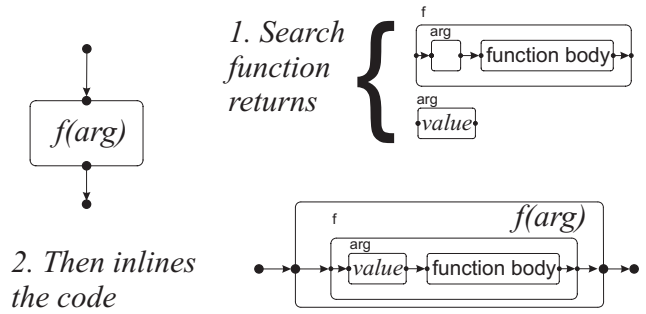 f(arg)
1. Search
function
returns
{
f
arg
function body
arg
value
2. Then inlines
the code
f(arg)
f
arg
value
function body